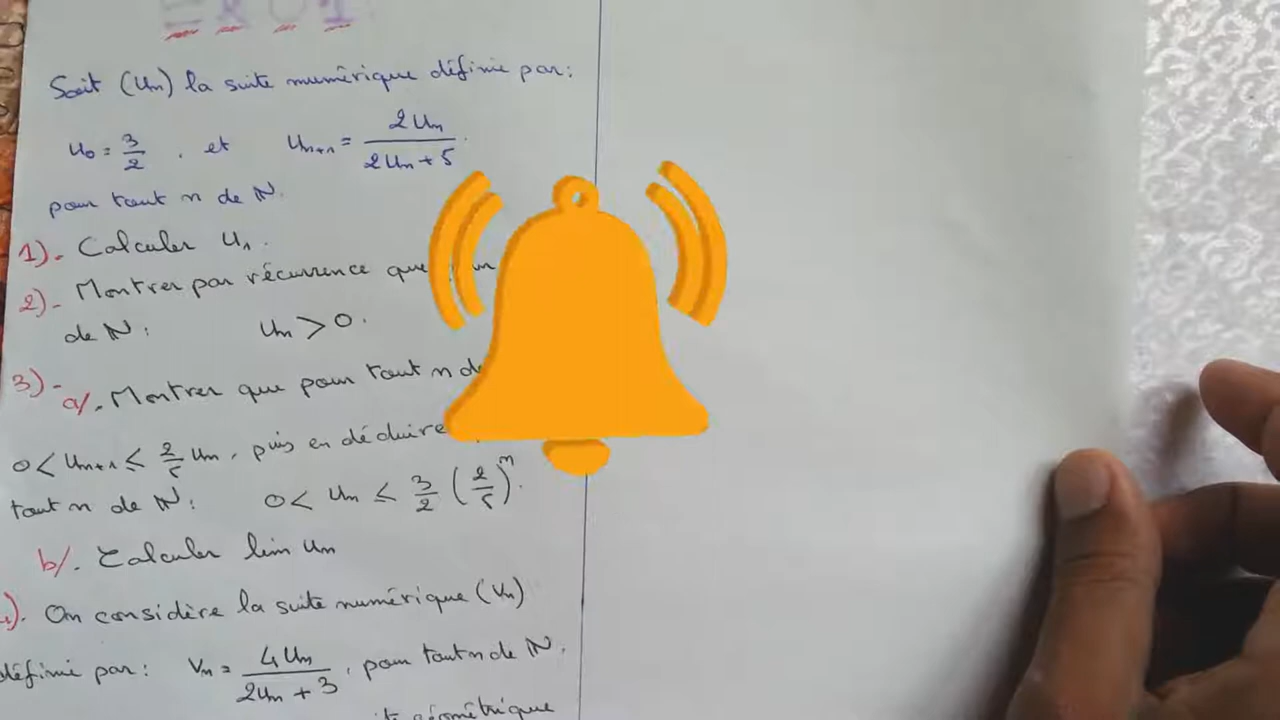 Soit (Un) la suite numérique définie par:
U0 = 3/2 . et Un+1 = 2Un / 2Un + 5 .
pour tout n de ℕ.
1)- Calculer U1.
2)- Montrer par récurrence que n
de ℕ: Un > 0.
3)-
a/. Montrer que pour tout n de
0 < Un+1 ≤ 2/5 Un, puis en déduire
tout n de ℕ: 0 < Un ≤ 3/2 (2/5)^n.
b/. Calculer lim Un
4). On considère la suite numérique (Vn)
définie par: Vn = 4Un / 2Un + 3, pour tout n de ℕ.
géométrique